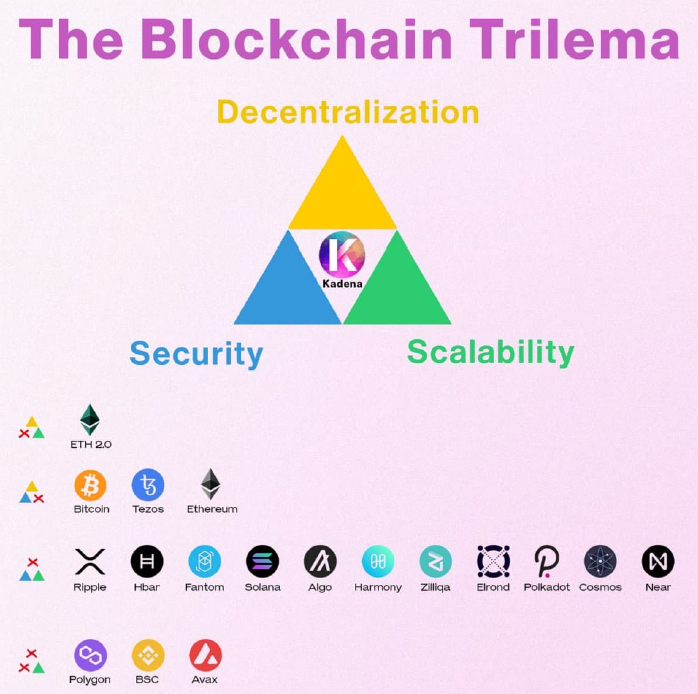 The Blockchain Trilema
Decentralization
K
Kadena
Security Scalability
ETH 2.0
Bitcoin Tezos Ethereum
Ripple Hbar Fantom Solana Algo Harmony Zilliqa Elrond Polkadot Cosmos Near
Polygon BSC Avax